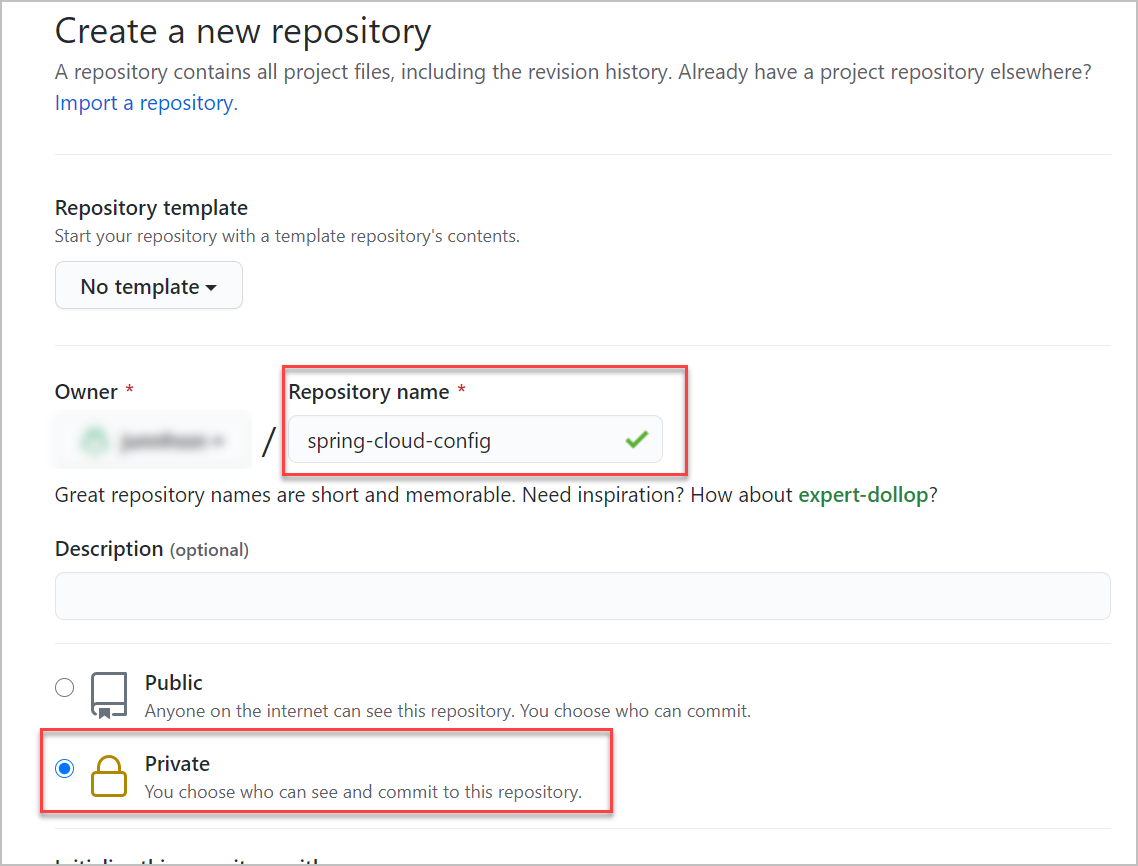 Create a new repository
A repository contains all project files, including the revision history. Already have a project repository elsewhere?
Import a repository.
Repository template
Start your repository with a template repository's contents.
No template
Owner *
Repository name *
/
spring-cloud-config
Great repository names are short and memorable. Need inspiration? How about expert-dollop?
Description (optional)
Public
Anyone on the internet can see this repository. You choose who can commit.
Private
You choose who can see and commit to this repository.